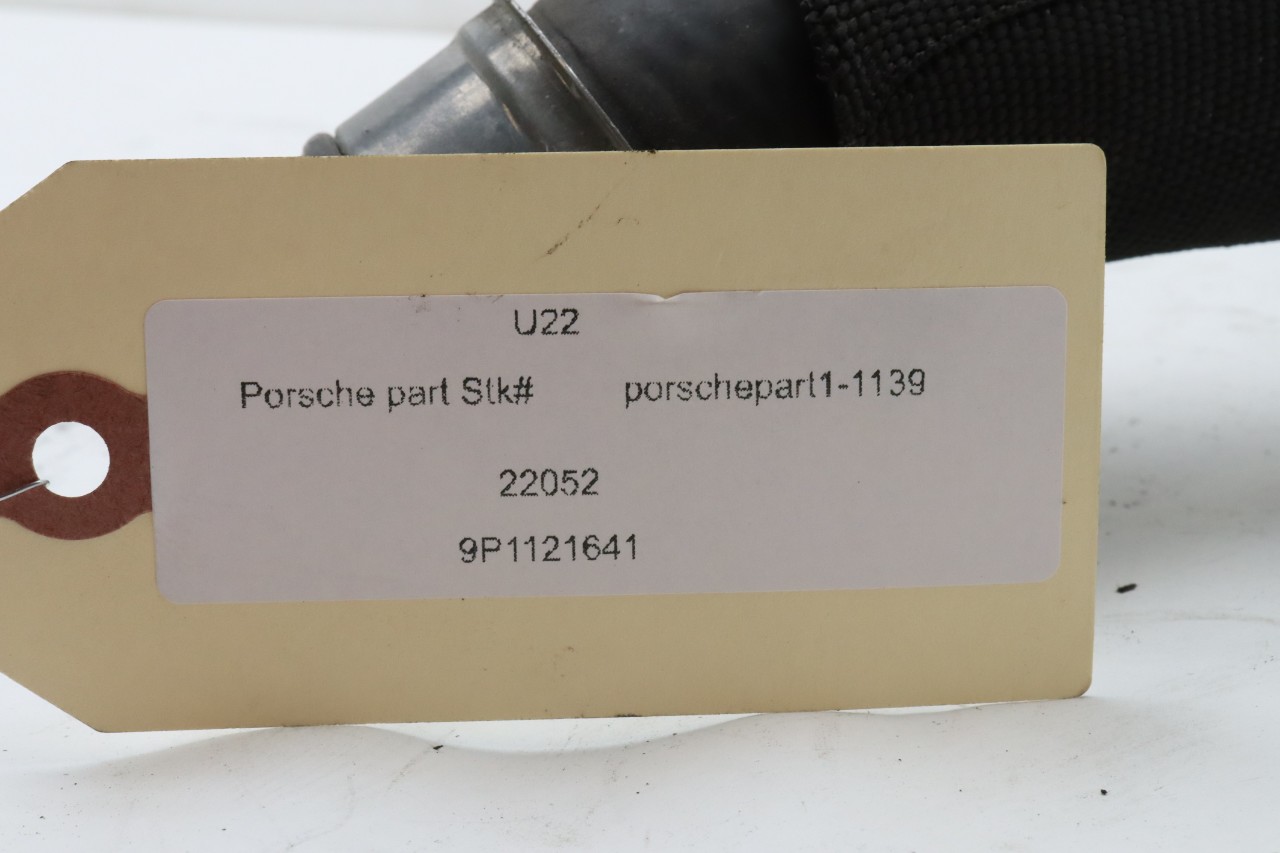 U22
Porsche part Stk# porschepart1-1139
22052
9P1121641